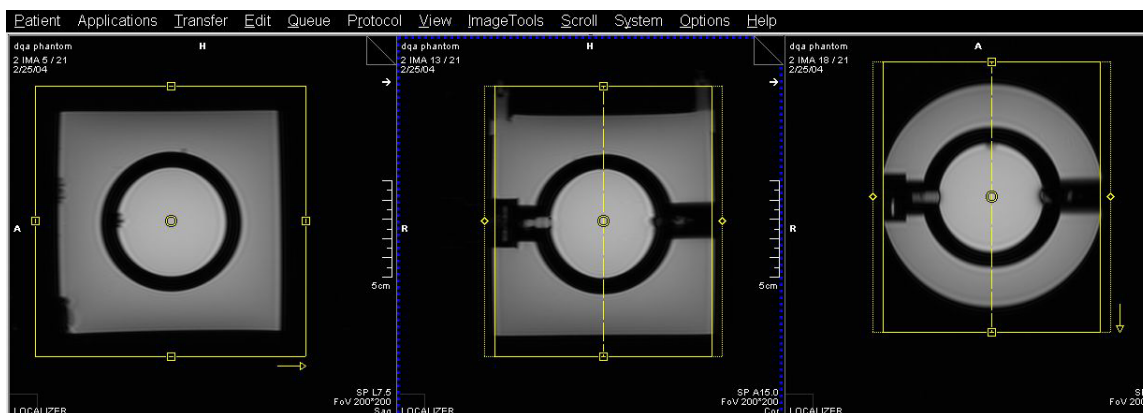 Patient Applications Transfer Edit Queue Protocol View ImageTools Scroll System Options Help
dqa phantom
2 IMA 5 / 21
2/25/04
H
A
5cm
SP L7.5
FoV 200*200
Sag
LOCALIZER
dqa phantom
2 IMA 13 / 21
2/25/04
H
R
5cm
SP A15.0
FoV 200*200
Cor
LOCALIZER
dqa phantom
2 IMA 18 / 21
2/25/04
A
R
SP
FoV 20
LOCALIZER